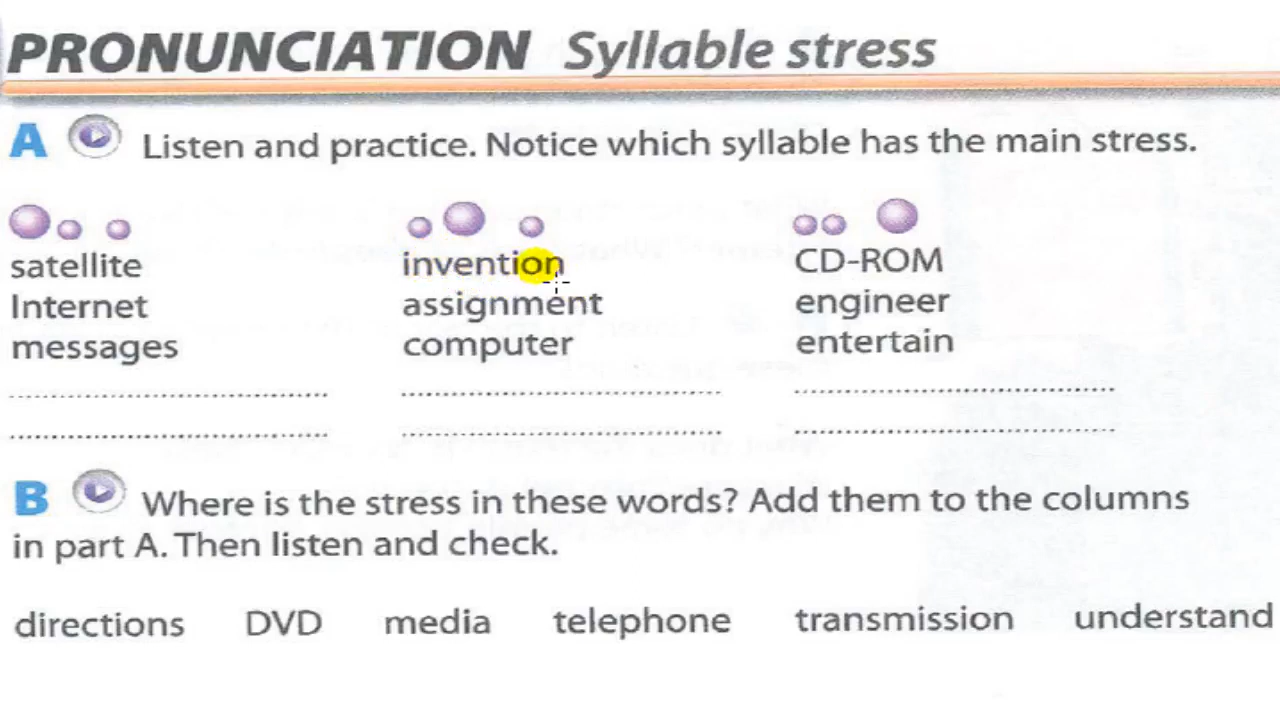 PRONUNCIATION Syllable stress
A Listen and practice. Notice which syllable has the main stress.
satellite invention CD-ROM
Internet assignment engineer
messages computer entertain
B Where is the stress in these words? Add them to the columns
in part A. Then listen and check.
directions DVD media telephone transmission understand